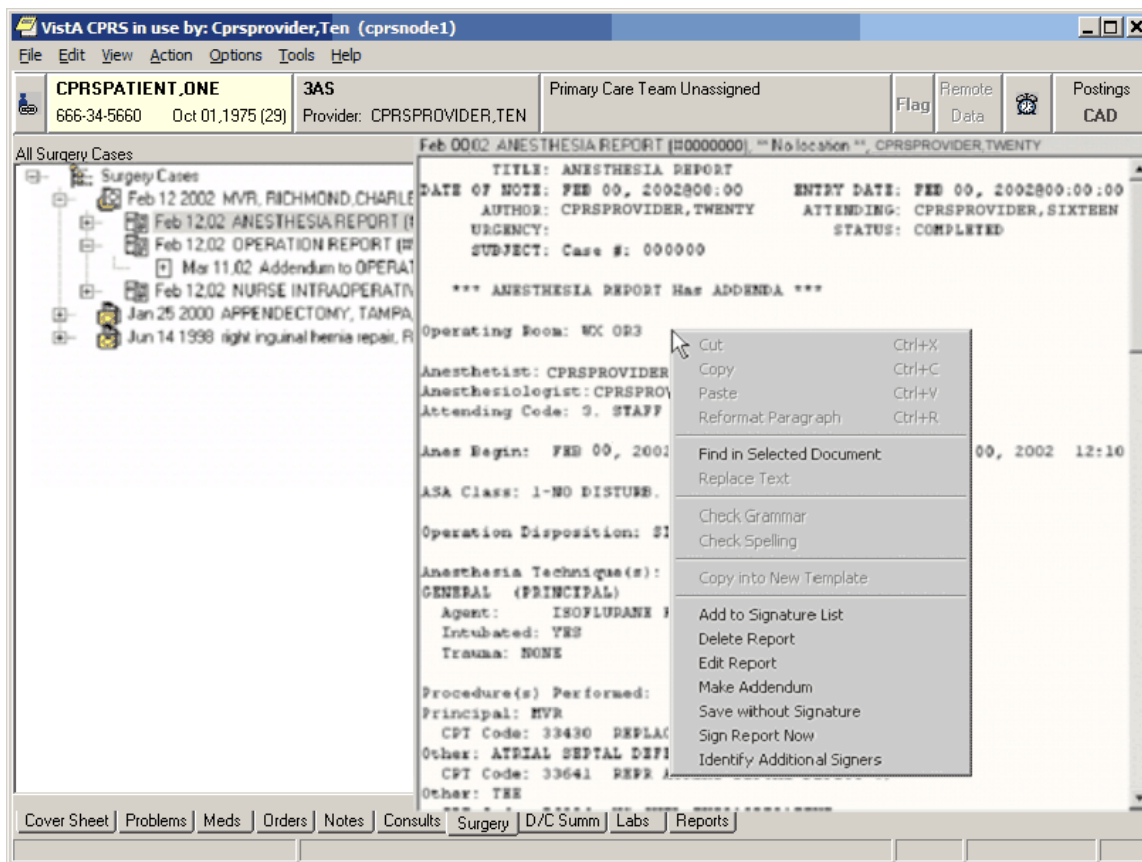 VistA CPRS in use by: Cprsprovider,Ten (cprsnode1)
File Edit View Action Options Tools Help
CPRSPATIENT,ONE 3AS Primary Care Team Unassigned Flag Remote Data Postings
666-34-5660 Oct 01,1975 (29) Provider: CPRSPROVIDER,TEN CAD
All Surgery Cases
Surgery Cases
Feb 12 2002 MVR, RICHMOND,CHARLE
Feb 12,02 ANESTHESIA REPORT (
Feb 12,02 OPERATION REPORT (#
Mar 11,02 Addendum to OPERAT
Feb 12,02 NURSE INTRAOPERATIV
Jan 25 2000 APPENDECTOMY, TAMPA,
Jun 14 1998 right inguinal hernia repair, R
Feb 00,02 ANESTHESIA REPORT (#0000000), ** No location **, CPRSPROVIDER,TWENTY
TITLE: ANESTHESIA REPORT
DATE OF NOTE: FEB 00, 2002@00:00 ENTRY DATE: FEB 00, 2002@00:00:00
AUTHOR: CPRSPROVIDER,TWENTY ATTENDING: CPRSPROVIDER,SIXTEEN
URGENCY: STATUS: COMPLETED
SUBJECT: Case #: 000000
*** ANESTHESIA REPORT Has ADDENDA ***
Operating Room: WX OR3
Anesthetist: CPRSPROVIDER
Anesthesiologist: CPRSPROV
Attending Code: 3. STAFF
Anes Begin: FEB 00, 2002 00, 2002 12:10
ASA Class: 1-NO DISTURB.
Operation Disposition: SI
Anesthesia Technique(s):
GENERAL (PRINCIPAL)
Agent: ISOFLURANE
Intubated: YES
Trauma: NONE
Procedure(s) Performed:
Principal: MVR
CPT Code: 33430 REPLAC
Other: ATRIAL SEPTAL DEFI
CPT Code: 33641 REPR
Other: TEE
Cut Ctrl+X
Copy Ctrl+C
Paste Ctrl+V
Reformat Paragraph Ctrl+R
Find in Selected Document
Replace Text
Check Grammar
Check Spelling
Copy into New Template
Add to Signature List
Delete Report
Edit Report
Make Addendum
Save without Signature
Sign Report Now
Identify Additional Signers
Cover Sheet Problems Meds Orders Notes Consults Surgery D/C Summ Labs Reports